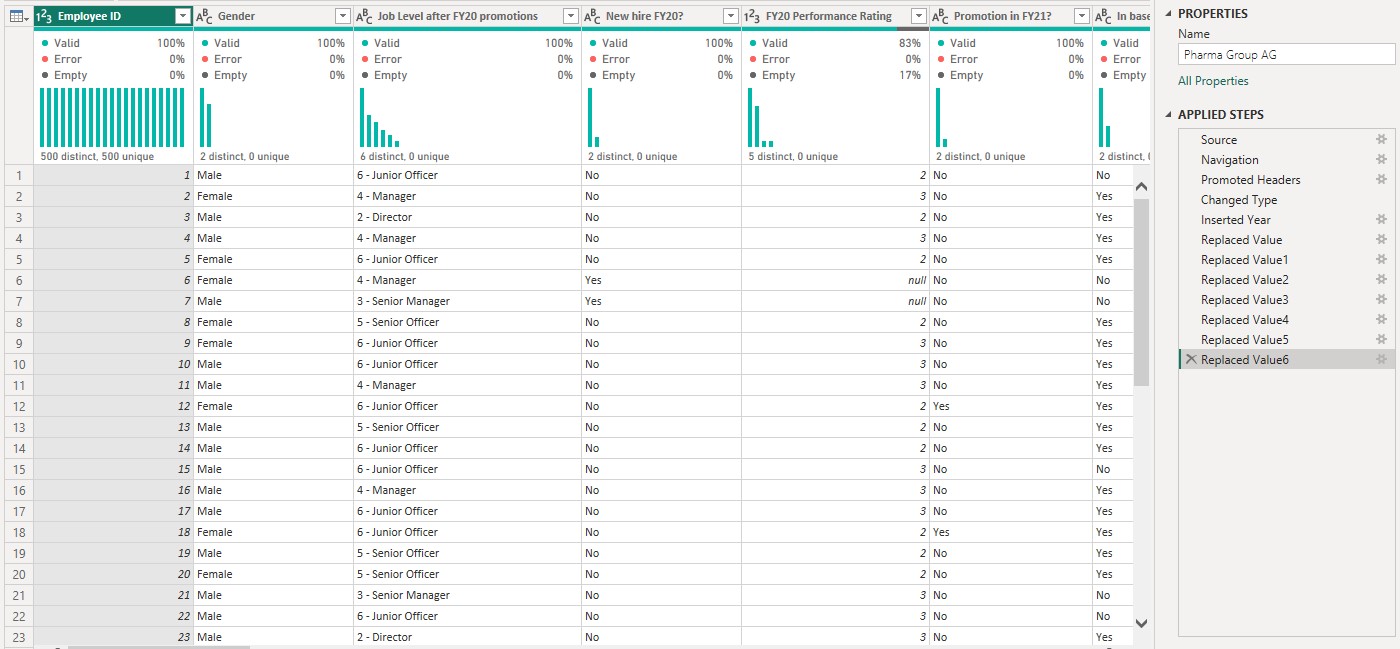 1²3 Employee ID AᴮC Gender AᴮC Job Level after FY20 promotions AᴮC New hire FY20? 1²3 FY20 Performance Rating AᴮC Promotion in FY21? AᴮC In base
Valid 100% Valid 100% Valid 100% Valid 100% Valid 83% Valid 100% Valid
Error 0% Error 0% Error 0% Error 0% Error 0% Error 0% Error
Empty 0% Empty 0% Empty 0% Empty 0% Empty 17% Empty 0% Empty
500 distinct, 500 unique 2 distinct, 0 unique 6 distinct, 0 unique 2 distinct, 0 unique 5 distinct, 0 unique 2 distinct, 0 unique 2 distinct, (
1 1 Male 6 - Junior Officer No 2 No No
2 2 Female 4 - Manager No 3 No Yes
3 3 Male 2 - Director No 2 No Yes
4 4 Male 4 - Manager No 3 No Yes
5 5 Female 6 - Junior Officer No 2 No Yes
6 6 Female 4 - Manager Yes null No No
7 7 Male 3 - Senior Manager Yes null No No
8 8 Female 5 - Senior Officer No 2 No Yes
9 9 Female 6 - Junior Officer No 3 No Yes
10 10 Male 6 - Junior Officer No 3 No Yes
11 11 Male 4 - Manager No 3 No Yes
12 12 Female 6 - Junior Officer No 2 Yes Yes
13 13 Male 5 - Senior Officer No 2 No Yes
14 14 Male 6 - Junior Officer No 2 No Yes
15 15 Male 6 - Junior Officer No 3 No No
16 16 Male 4 - Manager No 3 No Yes
17 17 Male 6 - Junior Officer No 3 No Yes
18 18 Female 6 - Junior Officer No 2 Yes Yes
19 19 Male 5 - Senior Officer No 2 No Yes
20 20 Female 5 - Senior Officer No 2 No Yes
21 21 Male 3 - Senior Manager No 3 No No
22 22 Male 6 - Junior Officer No 3 No No
23 23 Male 2 - Director No 3 No Yes
PROPERTIES
Name
Pharma Group AG
All Properties
APPLIED STEPS
Source
Navigation
Promoted Headers
Changed Type
Inserted Year
Replaced Value
Replaced Value1
Replaced Value2
Replaced Value3
Replaced Value4
Replaced Value5
Replaced Value6